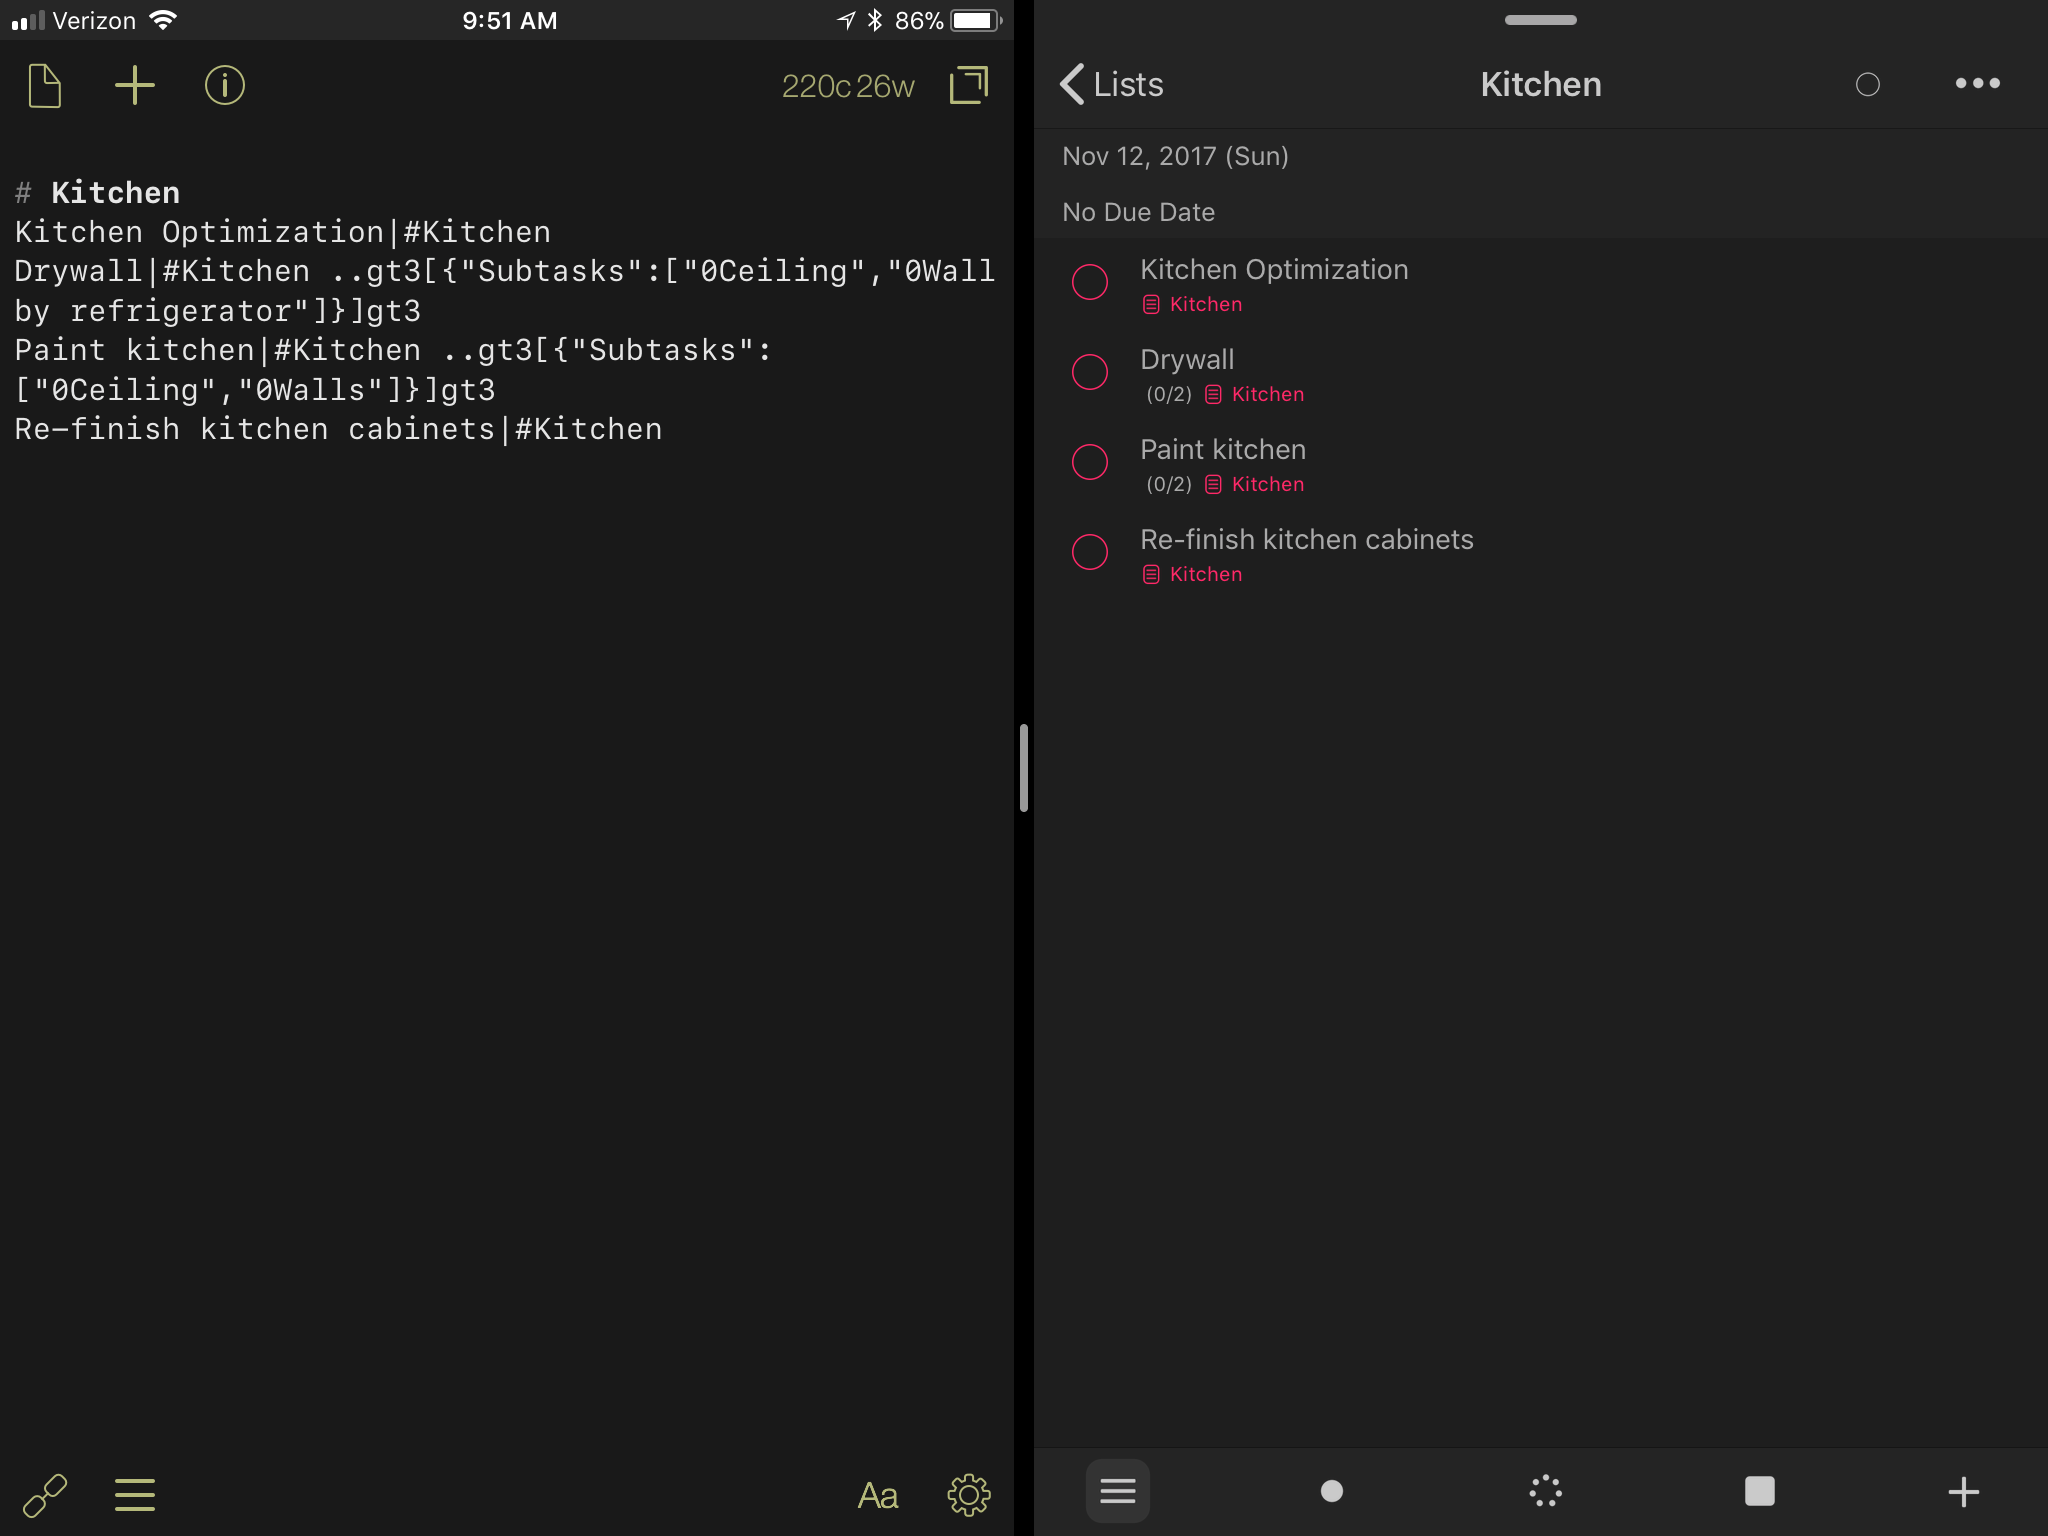 Verizon 9:51 AM 86%
220c 26w
# Kitchen
Kitchen Optimization|#Kitchen
Drywall|#Kitchen ..gt3[{"Subtasks":["0Ceiling","0Wall
by refrigerator"]}]gt3
Paint kitchen|#Kitchen ..gt3[{"Subtasks":
["0Ceiling","0Walls"]}]gt3
Re-finish kitchen cabinets|#Kitchen
Aa
Lists Kitchen
Nov 12, 2017 (Sun)
No Due Date
Kitchen Optimization
Kitchen
Drywall
(0/2) Kitchen
Paint kitchen
(0/2) Kitchen
Re-finish kitchen cabinets
Kitchen